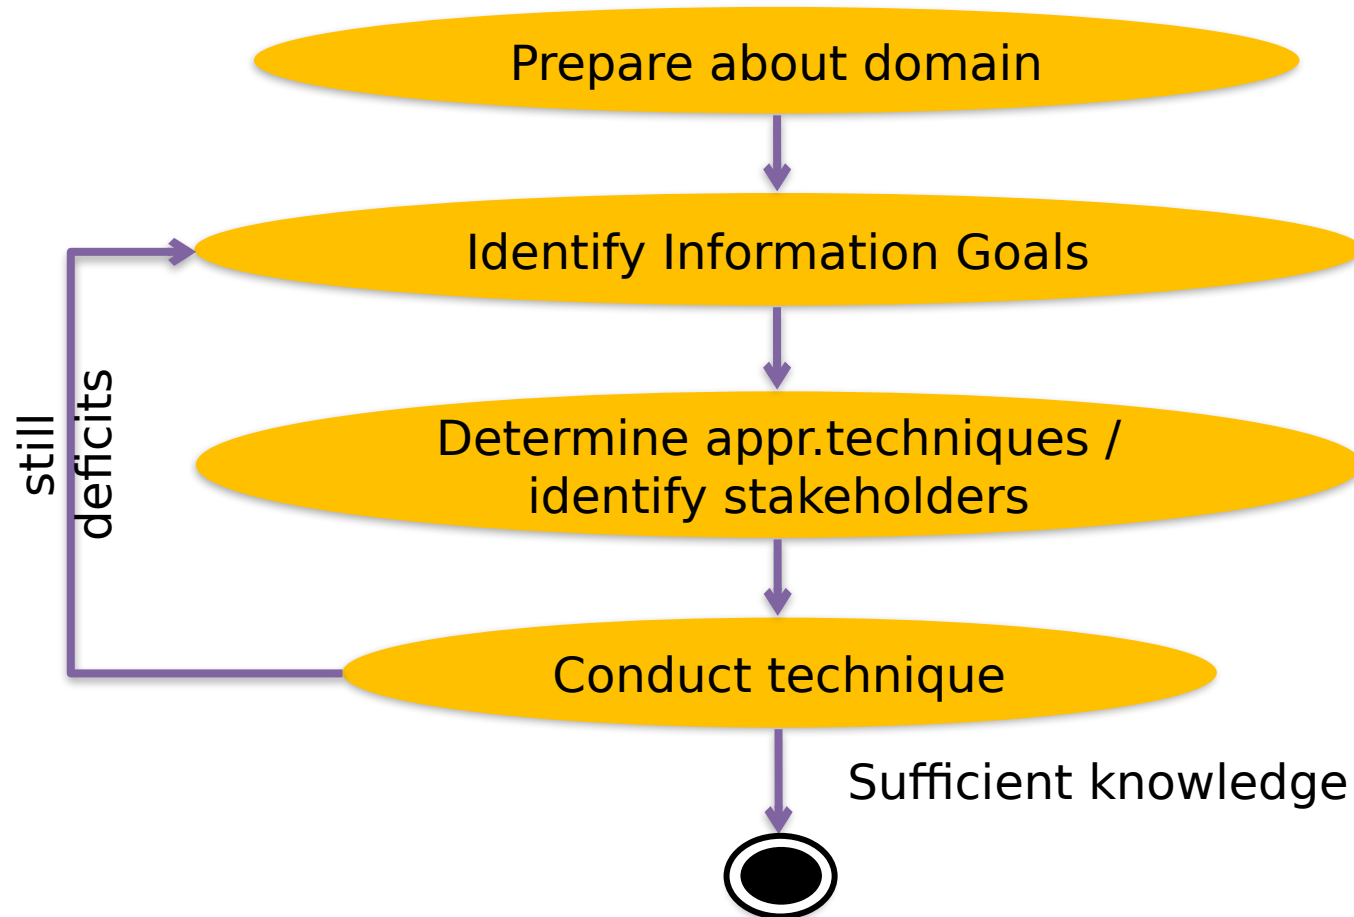 Prepare about domain
Identify Information Goals
still
deficits
Determine appr.techniques /
identify stakeholders
Conduct technique
Sufficient knowledge